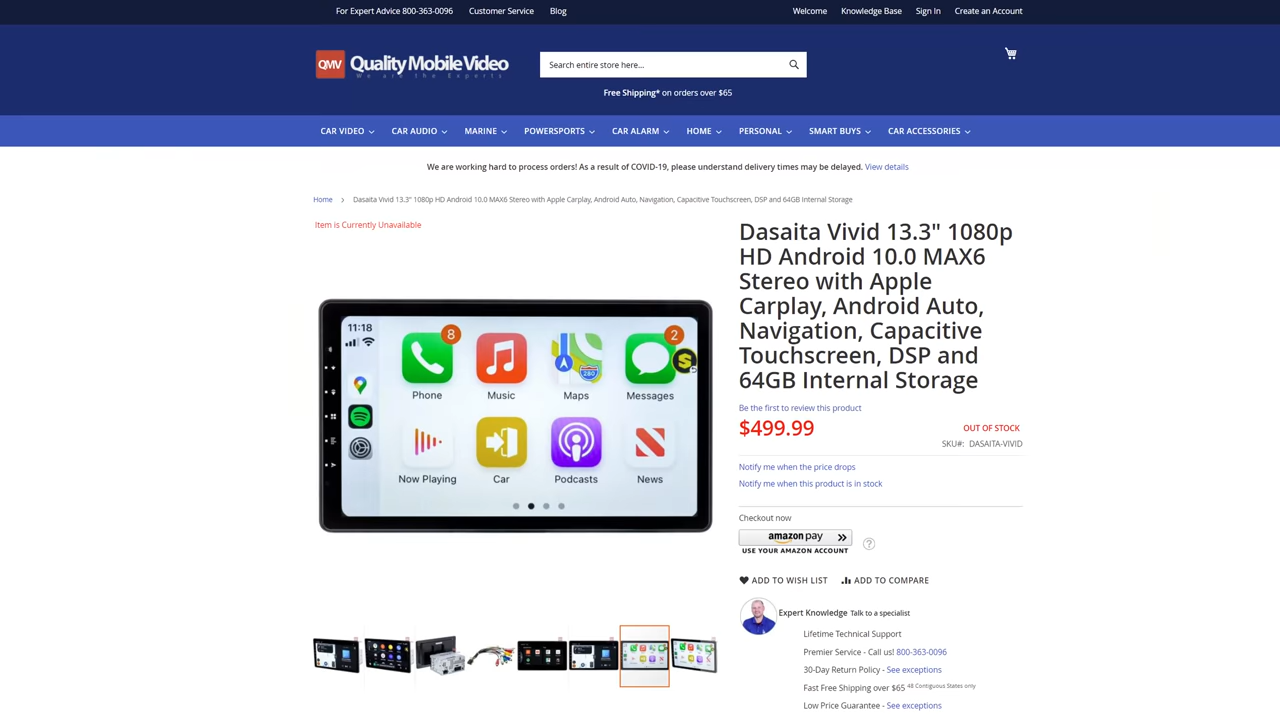 For Expert Advice 800-363-0096 Customer Service Blog Welcome Knowledge Base Sign In Create an Account
QMV Quality Mobile Video
We are the Experts
Search entire store here...
Free Shipping* on orders over $65
CAR VIDEO CAR AUDIO MARINE POWERSPORTS CAR ALARM HOME PERSONAL SMART BUYS CAR ACCESSORIES
We are working hard to process orders! As a result of COVID-19, please understand delivery times may be delayed. View details
Home Dasaita Vivid 13.3" 1080p HD Android 10.0 MAX6 Stereo with Apple Carplay, Android Auto, Navigation, Capacitive Touchscreen, DSP and 64GB Internal Storage
Item is Currently Unavailable
11:18
8
2
280
S
Phone Music Maps Messages
Now Playing Car Podcasts News
Dasaita Vivid 13.3" 1080p
HD Android 10.0 MAX6
Stereo with Apple
Carplay, Android Auto,
Navigation, Capacitive
Touchscreen, DSP and
64GB Internal Storage
Be the first to review this product
$499.99 OUT OF STOCK
SKU#: DASAITA-VIVID
Notify me when the price drops
Notify me when this product is in stock
Checkout now
amazon pay
USE YOUR AMAZON ACCOUNT
?
ADD TO WISH LIST ADD TO COMPARE
Expert Knowledge Talk to a specialist
Lifetime Technical Support
Premier Service - Call us! 800-363-0096
30-Day Return Policy - See exceptions
Fast Free Shipping over $65 48 Contiguous States only
Low Price Guarantee - See exceptions